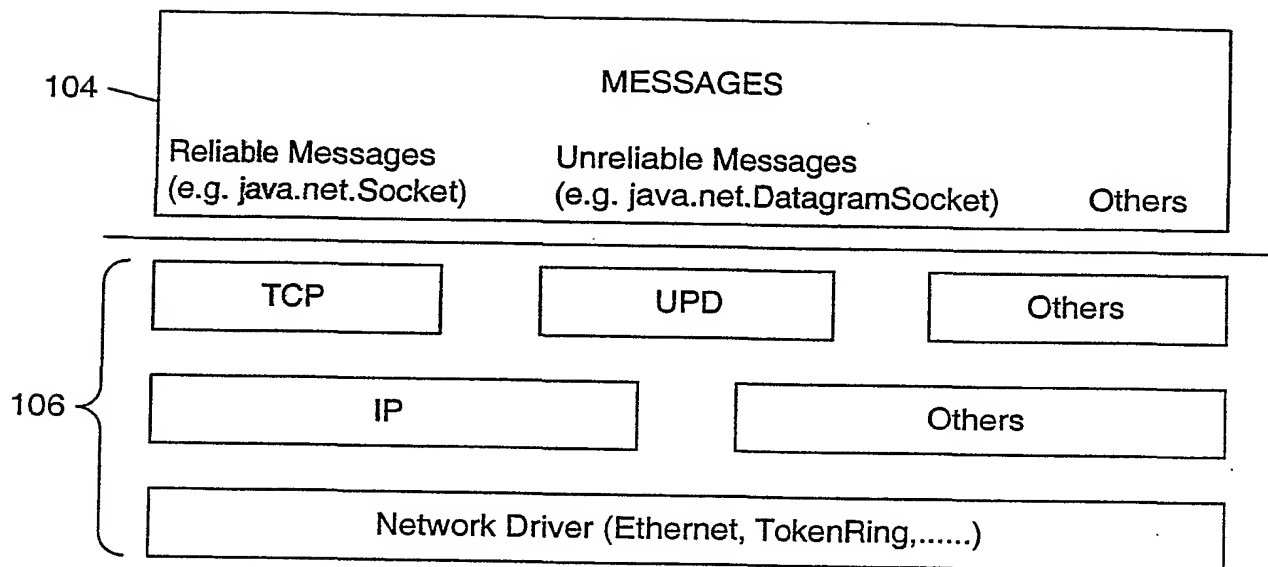 104
MESSAGES
Reliable Messages
(e.g. java.net.Socket)
Unreliable Messages
(e.g. java.net.DatagramSocket)
Others
106
TCP
UPD
Others
IP
Others
Network Driver (Ethernet, TokenRing,......)